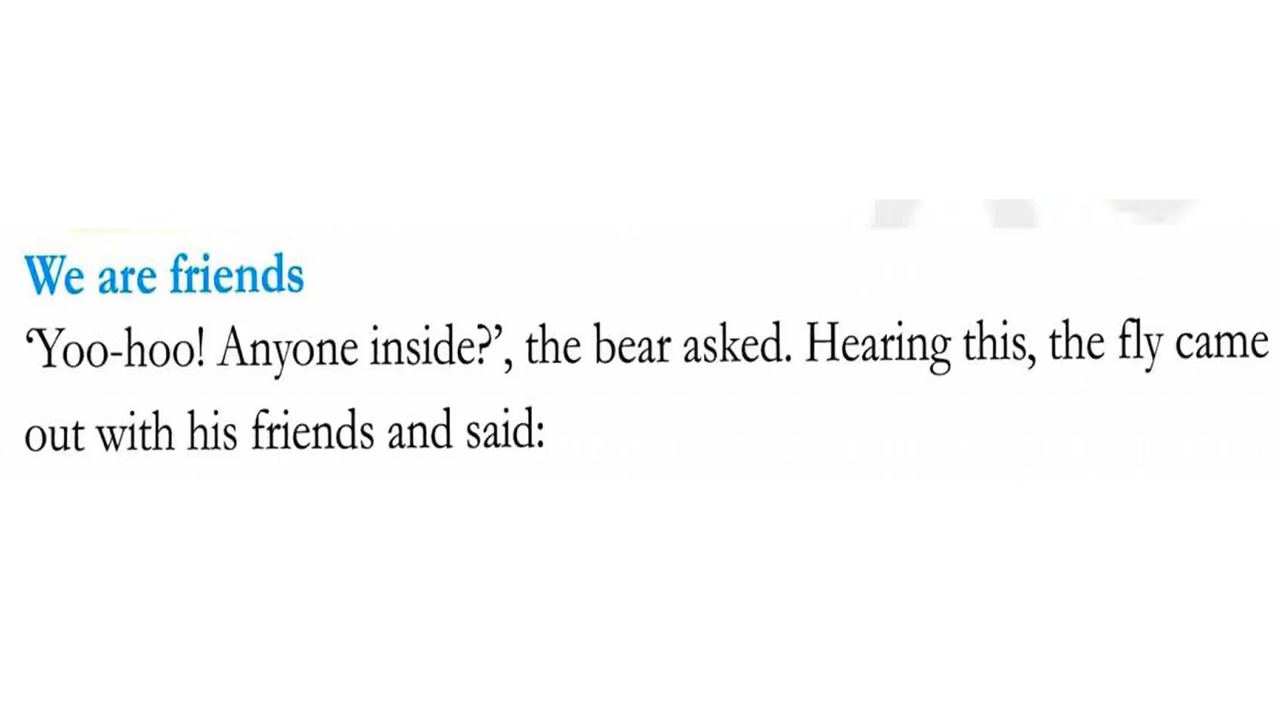 We are friends
‘Yoo-hoo! Anyone inside?’, the bear asked. Hearing this, the fly came
out with his friends and said: